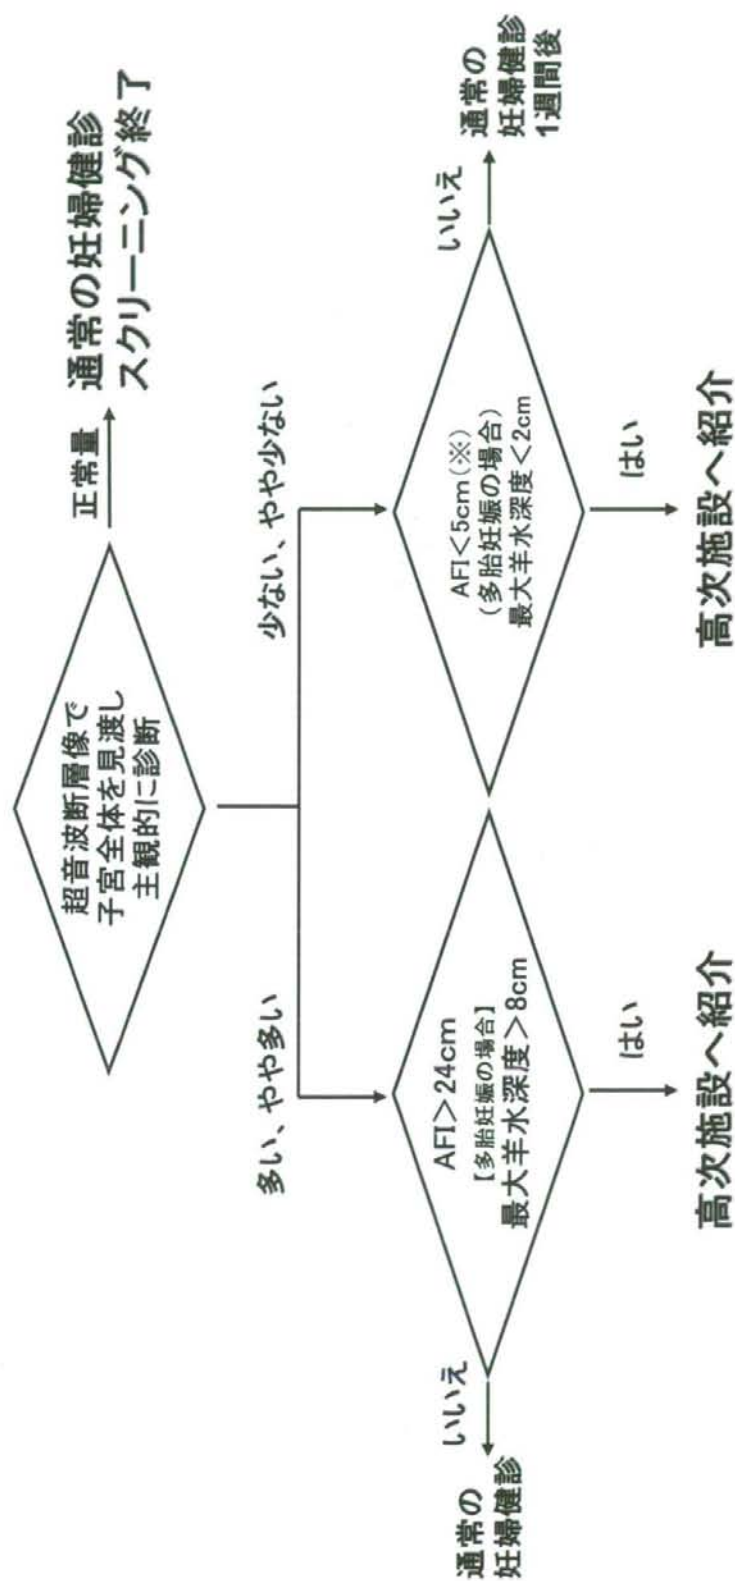 超音波断層像で
子宮全体を見渡し
主観的に診断
正常量
通常の妊婦健診
スクリーニング終了
多い、やや多い
少ない、やや少ない
AFI>24cm
【多胎妊娠の場合】
最大羊水深度>8cm
いいえ
通常の
妊婦健診
はい
高次施設へ紹介
AFI<5cm(※)
(多胎妊娠の場合)
最大羊水深度<2cm
いいえ
通常の
妊婦健診
1週間後
はい
高次施設へ紹介